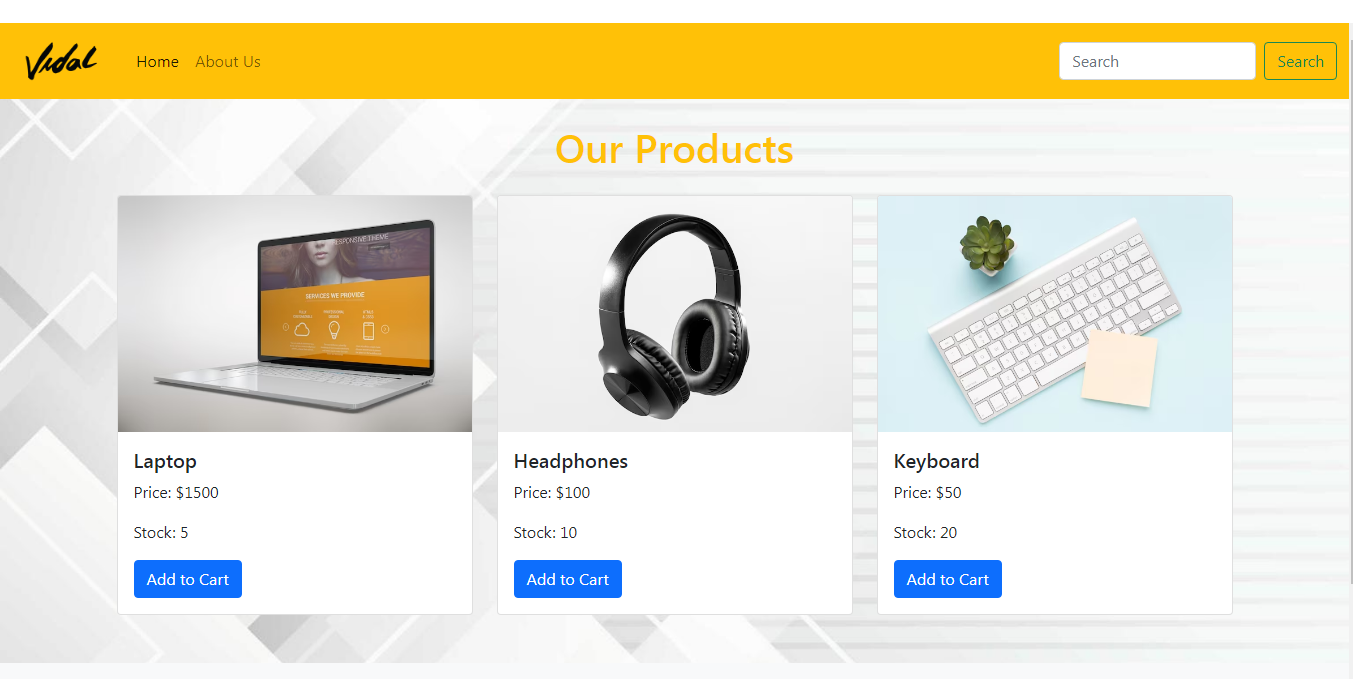 Vidal
Home
About Us
Search
Search
Our Products
RESPONSIVE THEME
SERVICES WE PROVIDE
Laptop
Price: $1500
Stock: 5
Add to Cart
Headphones
Price: $100
Stock: 10
Add to Cart
Keyboard
Price: $50
Stock: 20
Add to Cart